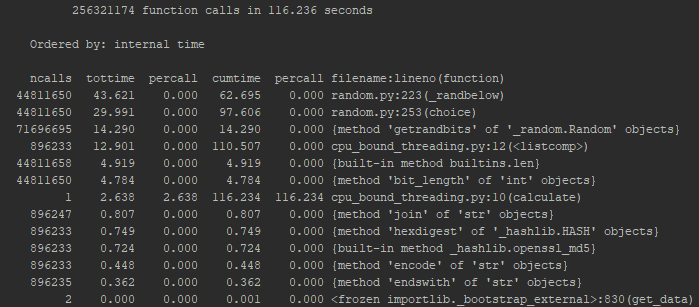 256321174 function calls in 116.236 seconds
Ordered by: internal time
ncalls tottime percall cumtime percall filename:lineno(function)
44811650 43.621 0.000 62.695 0.000 random.py:223(_randbelow)
44811650 29.991 0.000 97.606 0.000 random.py:253(choice)
71696695 14.290 0.000 14.290 0.000 {method 'getrandbits' of '_random.Random' objects}
896233 12.901 0.000 110.507 0.000 cpu_bound_threading.py:12(<listcomp>)
44811658 4.919 0.000 4.919 0.000 {built-in method builtins.len}
44811650 4.784 0.000 4.784 0.000 {method 'bit_length' of 'int' objects}
1 2.638 2.638 116.234 116.234 cpu_bound_threading.py:10(calculate)
896247 0.807 0.000 0.807 0.000 {method 'join' of 'str' objects}
896233 0.749 0.000 0.749 0.000 {method 'hexdigest' of '_hashlib.HASH' objects}
896233 0.724 0.000 0.724 0.000 {built-in method _hashlib.openssl_md5}
896233 0.448 0.000 0.448 0.000 {method 'encode' of 'str' objects}
896235 0.362 0.000 0.362 0.000 {method 'endswith' of 'str' objects}
2 0.000 0.000 0.001 0.000 <frozen importlib._bootstrap_external>:830(get_data)